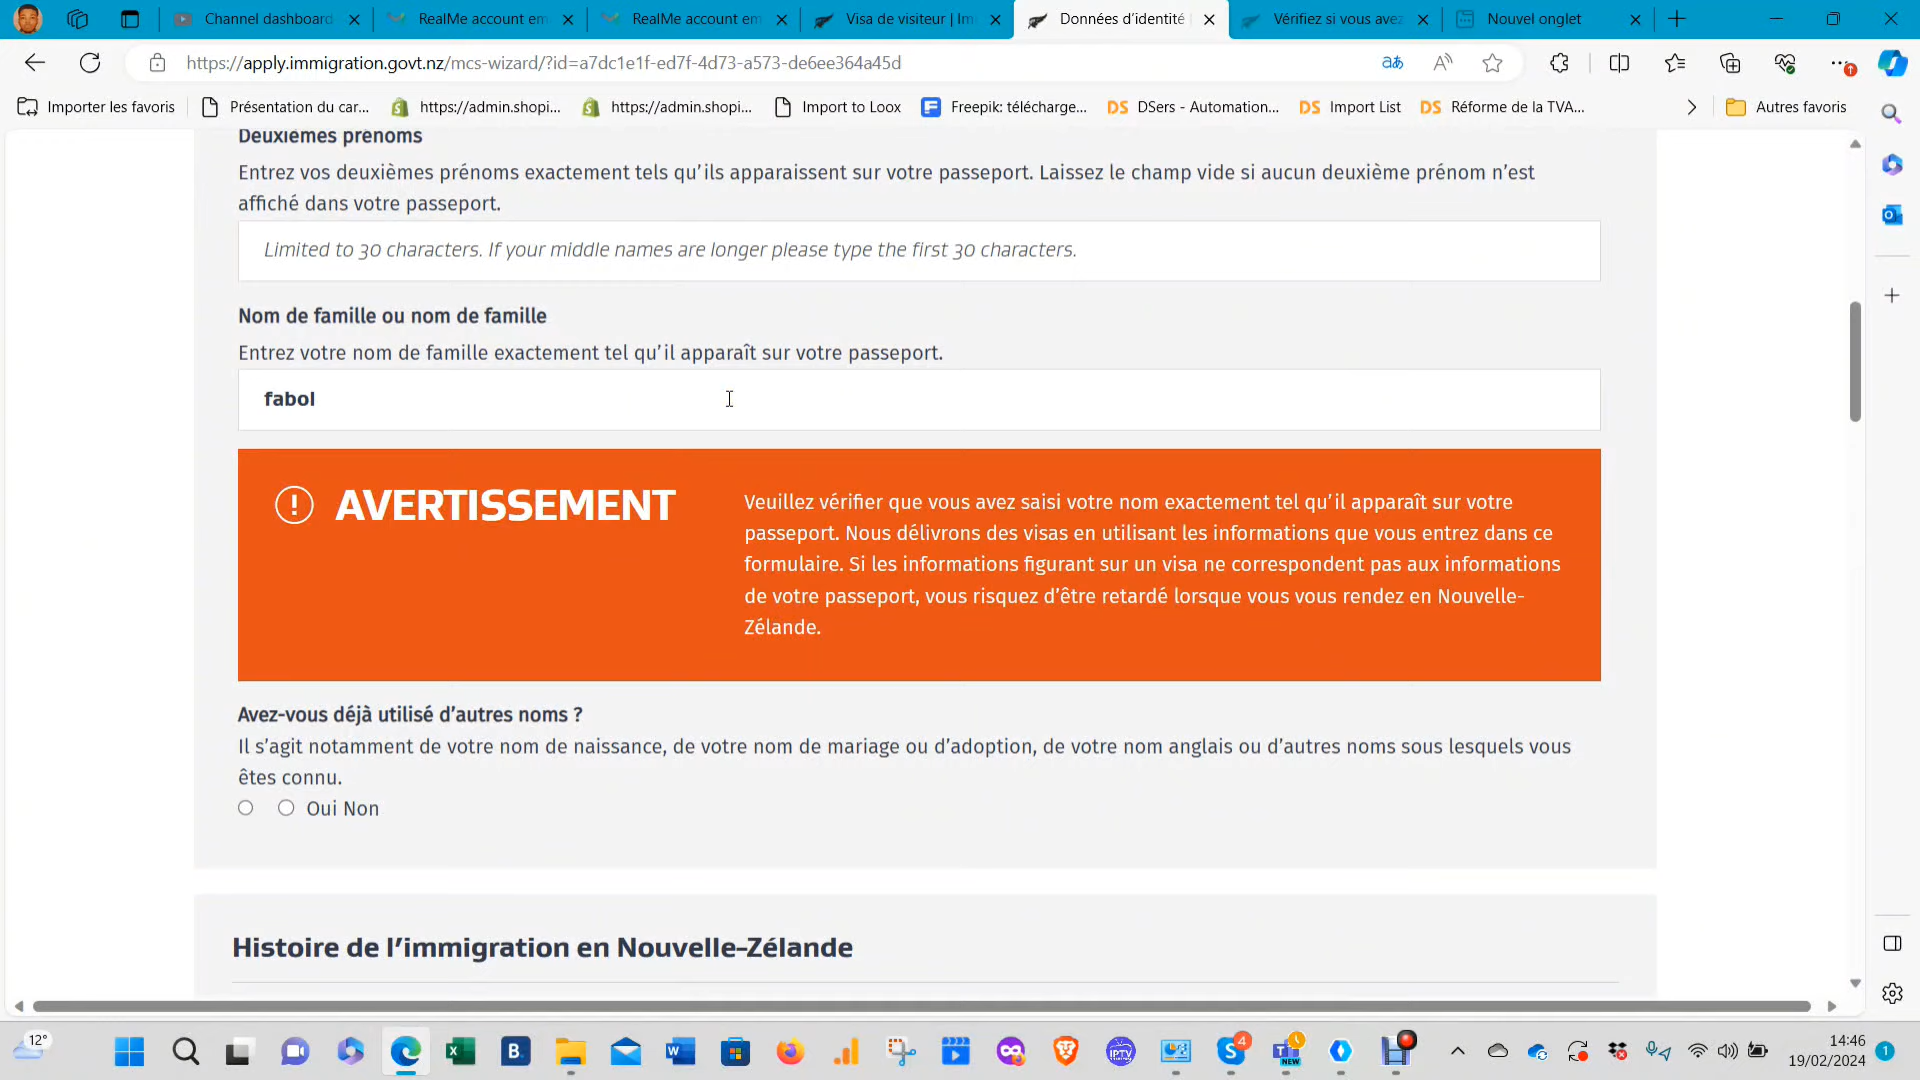 Channel dashboard
RealMe account em
RealMe account em
Visa de visiteur | Im
Données d'identité
Vérifiez si vous avez
Nouvel onglet
https://apply.immigration.govt.nz/mcs-wizard/?id=a7dc1e1f-ed7f-4d73-a573-de6ee364a45d
Importer les favoris
Présentation du car...
https://admin.shopi...
https://admin.shopi...
Import to Loox
Freepik: télécharge...
DSers - Automation...
Import List
Réforme de la TVA...
Autres favoris
Deuxièmes prénoms
Entrez vos deuxièmes prénoms exactement tels qu'ils apparaissent sur votre passeport. Laissez le champ vide si aucun deuxième prénom n'est
affiché dans votre passeport.
Limited to 30 characters. If your middle names are longer please type the first 30 characters.
Nom de famille ou nom de famille
Entrez votre nom de famille exactement tel qu'il apparaît sur votre passeport.
fabol
AVERTISSEMENT
Veuillez vérifier que vous avez saisi votre nom exactement tel qu'il apparaît sur votre
passeport. Nous délivrons des visas en utilisant les informations que vous entrez dans ce
formulaire. Si les informations figurant sur un visa ne correspondent pas aux informations
de votre passeport, vous risquez d'être retardé lorsque vous vous rendez en Nouvelle-
Zélande.
Avez-vous déjà utilisé d'autres noms ?
Il s'agit notamment de votre nom de naissance, de votre nom de mariage ou d'adoption, de votre nom anglais ou d'autres noms sous lesquels vous
êtes connu.
Oui Non
Histoire de l'immigration en Nouvelle-Zélande
12°
14:46
19/02/2024
1